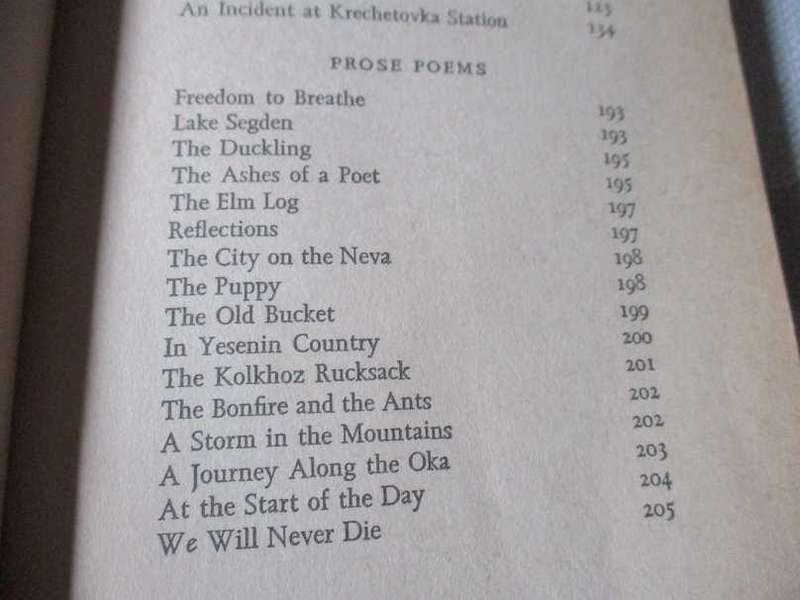 123
An Incident at Krechetovka Station 134
PROSE POEMS
Freedom to Breathe 193
Lake Segden 193
The Duckling 195
The Ashes of a Poet 195
The Elm Log 197
Reflections 197
The City on the Neva 198
The Puppy 198
The Old Bucket 199
In Yesenin Country 200
The Kolkhoz Rucksack 201
The Bonfire and the Ants 202
A Storm in the Mountains 202
A Journey Along the Oka 203
At the Start of the Day 204
We Will Never Die 205